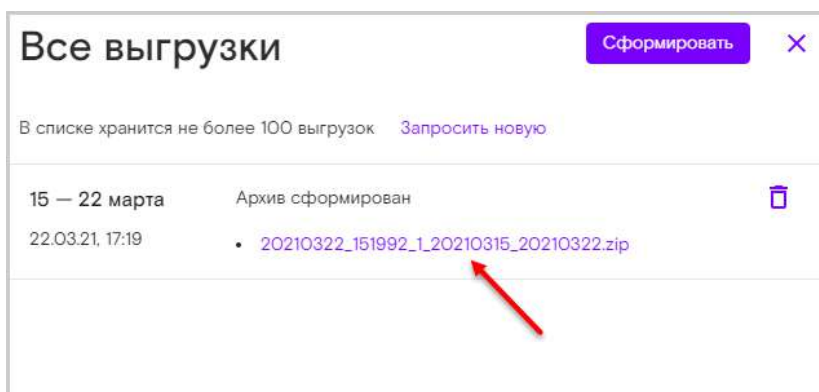 Все выгрузки
Сформировать
В списке хранится не более 100 выгрузок Запросить новую
15 — 22 марта Архив сформирован
22.03.21, 17:19 • 20210322_151992_1_20210315_20210322.zip